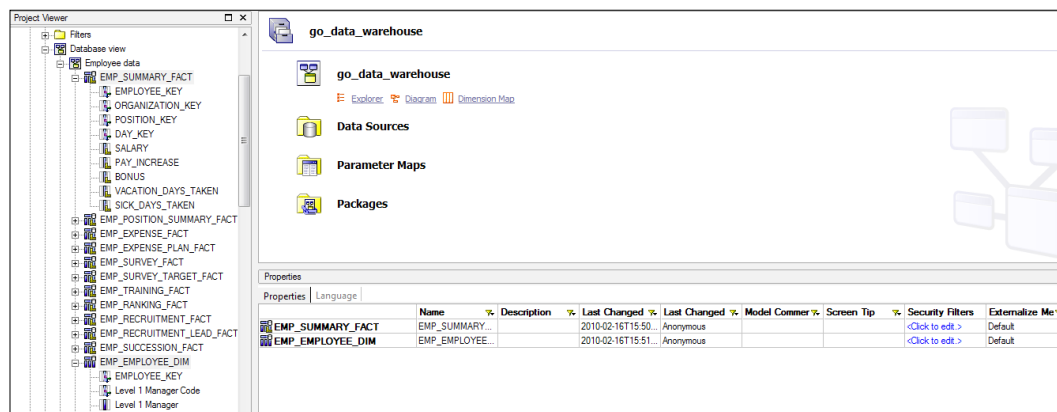 Project Viewer
Filters
Database view
Employee data
EMP_SUMMARY_FACT
EMPLOYEE_KEY
ORGANIZATION_KEY
POSITION_KEY
DAY_KEY
SALARY
PAY_INCREASE
BONUS
VACATION_DAYS_TAKEN
SICK_DAYS_TAKEN
EMP_POSITION_SUMMARY_FACT
EMP_EXPENSE_FACT
EMP_EXPENSE_PLAN_FACT
EMP_SURVEY_FACT
EMP_SURVEY_TARGET_FACT
EMP_TRAINING_FACT
EMP_RANKING_FACT
EMP_RECRUITMENT_FACT
EMP_RECRUITMENT_LEAD_FACT
EMP_SUCCESSION_FACT
EMP_EMPLOYEE_DIM
EMPLOYEE_KEY
Level 1 Manager Code
Level 1 Manager
go_data_warehouse
go_data_warehouse
Explorer Diagram Dimension Map
Data Sources
Parameter Maps
Packages
Properties
Properties Language
Name Description Last Changed Last Changed Model Commer Screen Tip Security Filters Externalize Me
EMP_SUMMARY_FACT EMP_SUMMARY... 2010-02-16T15:50... Anonymous <Click to edit.> Default
EMP_EMPLOYEE_DIM EMP_EMPLOYEE... 2010-02-16T15:51... Anonymous <Click to edit.> Default